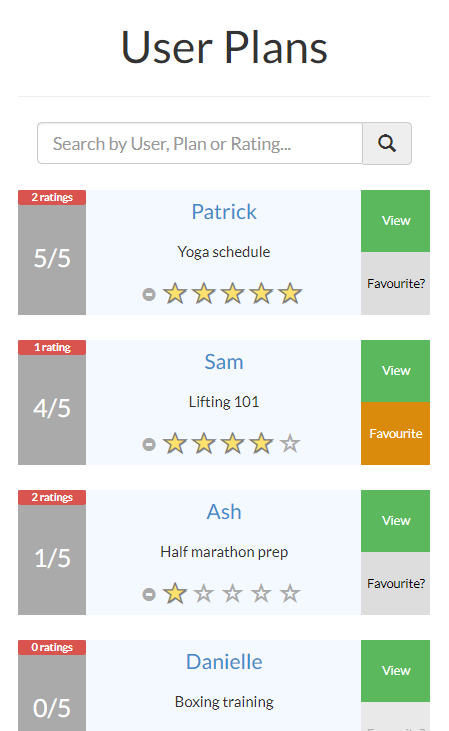 User Plans
Search by User, Plan or Rating...
2 ratings
5/5
Patrick
Yoga schedule
View
Favourite?
1 rating
4/5
Sam
Lifting 101
View
Favourite
2 ratings
1/5
Ash
Half marathon prep
View
Favourite?
0 ratings
0/5
Danielle
Boxing training
View